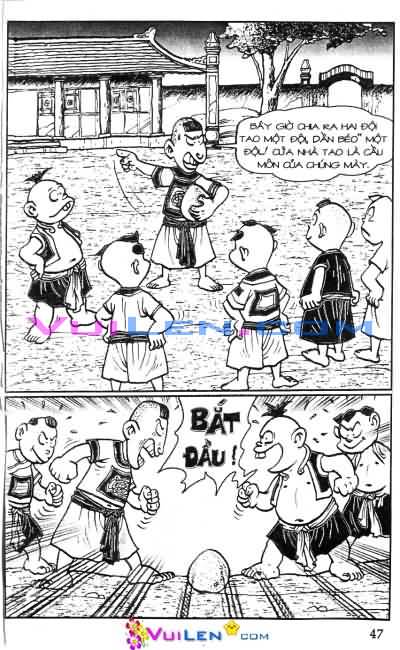 BÂY GIỜ CHIA RA HAI ĐỘI
TAO MỘT ĐỘI, DẦN BÉO" MỘT
ĐỘI! CỬA NHÀ TAO LÀ CẦU
MÔN CỦA CHÚNG MÀY.
VUILEN.COM
BẮT
ĐẦU!
47
VUILEN.COM